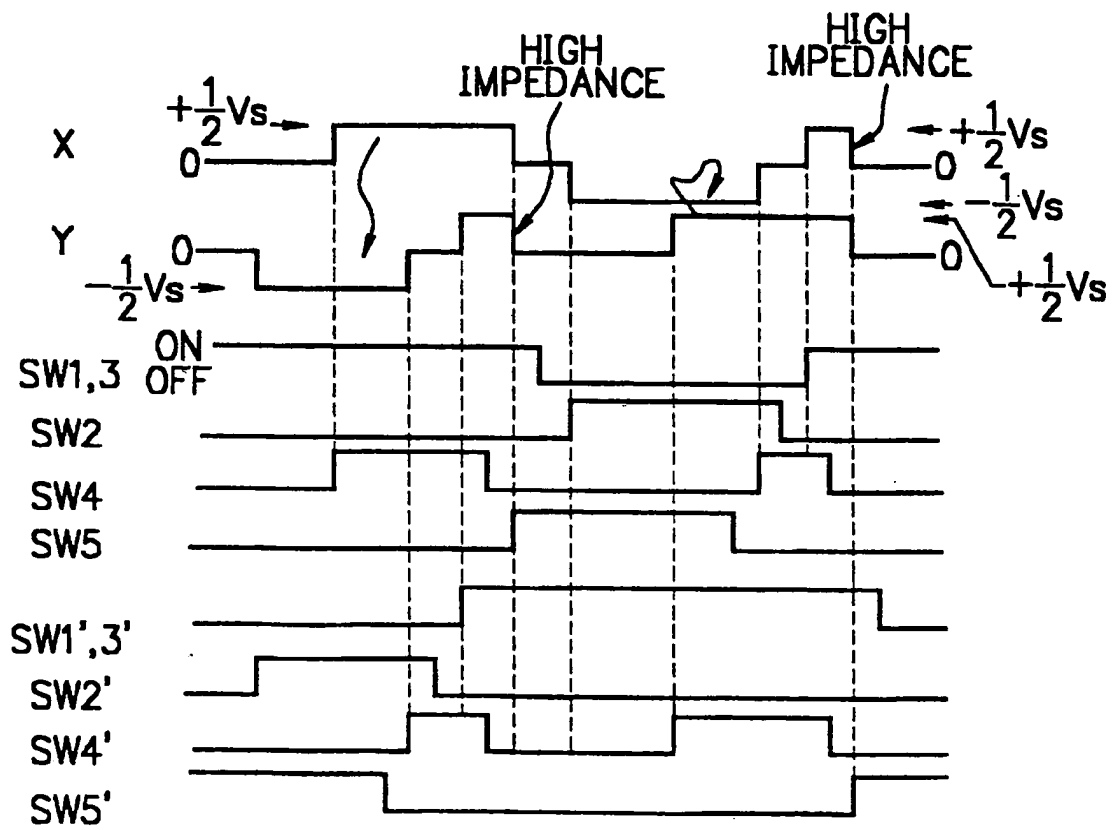 HIGH
IMPEDANCE
HIGH
IMPEDANCE
X
+1/2Vs
0
+1/2Vs
0
-1/2Vs
Y
0
-1/2Vs
0
+1/2Vs
ON
OFF
SW1,3
SW2
SW4
SW5
SW1',3'
SW2'
SW4'
SW5'